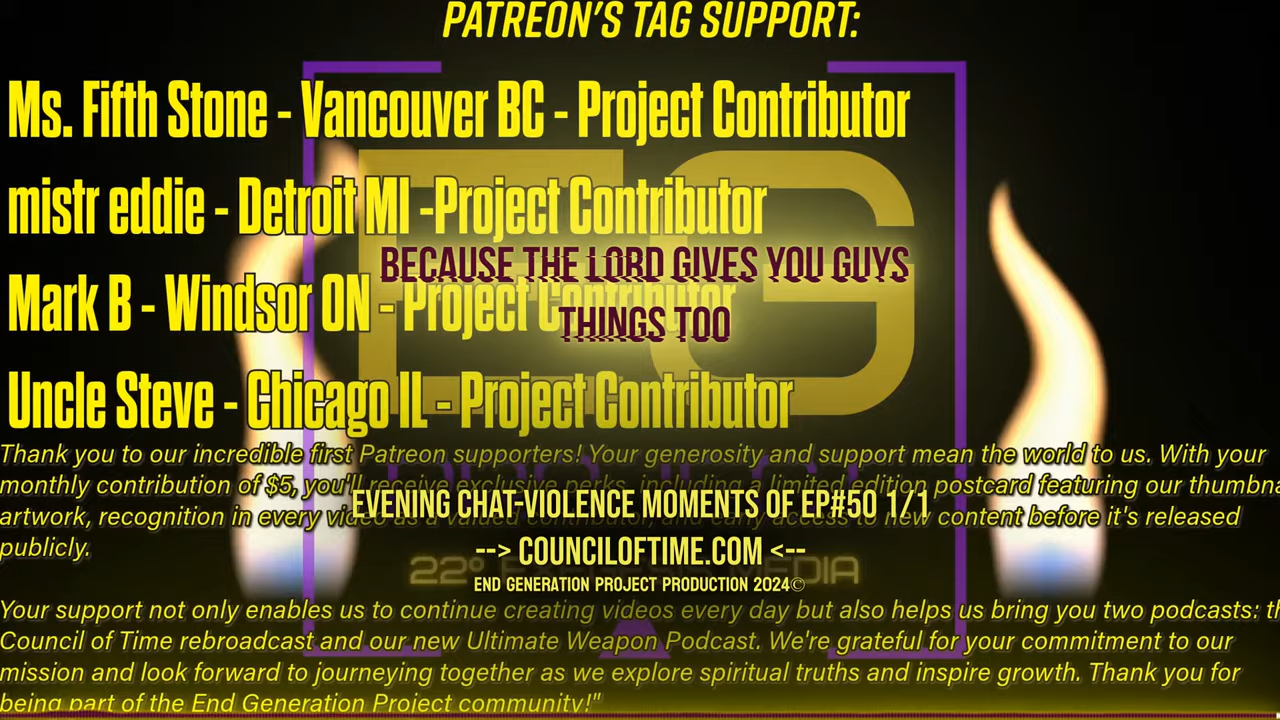 PATREON'S TAG SUPPORT:
Ms. Fifth Stone - Vancouver BC - Project Contributor
mistr eddie - Detroit MI -Project Contributor
BECAUSE THE LORD GIVES YOU GUYS
Mark B - Windsor ON - Project Contributor
THINGS TOO
Uncle Steve - Chicago IL - Project Contributor
EG
Thank you to our incredible first Patreon supporters! Your generosity and support mean the world to us. With your
monthly contribution of $5, you'll receive exclusive perks, including a limited edition postcard featuring our thumbna
EVENING CHAT-VIOLENCE MOMENTS OF EP#50 1/1
artwork, recognition in every video as a valued contributor, and early access to new content before it's released
publicly.
--> COUNCILOFTIME.COM <--
22º MEDIA
END GENERATION PROJECT PRODUCTION 2024©
Your support not only enables us to continue creating videos every day but also helps us bring you two podcasts: th
Council of Time rebroadcast and our new Ultimate Weapon Podcast. We're grateful for your commitment to our
mission and look forward to journeying together as we explore spiritual truths and inspire growth. Thank you for
being part of the End Generation Project community!"